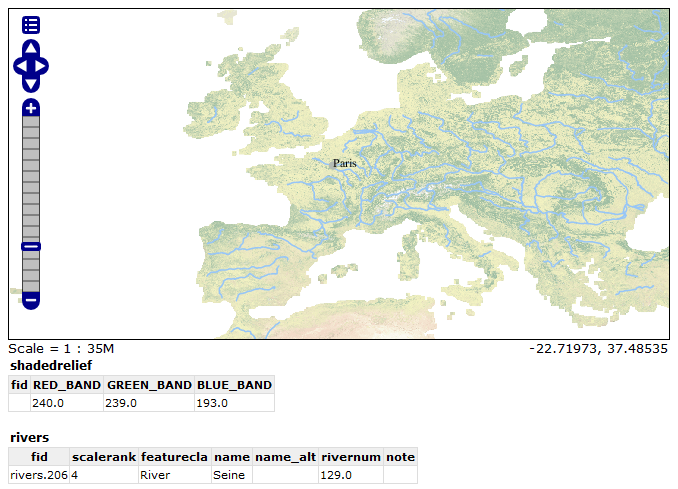 Paris
Scale = 1 : 35M
-22.71973, 37.48535
shadedrelief
fid RED_BAND GREEN_BAND BLUE_BAND
240.0 239.0 193.0
rivers
fid scalerank featurecla name name_alt rivernum note
rivers.206 4 River Seine 129.0